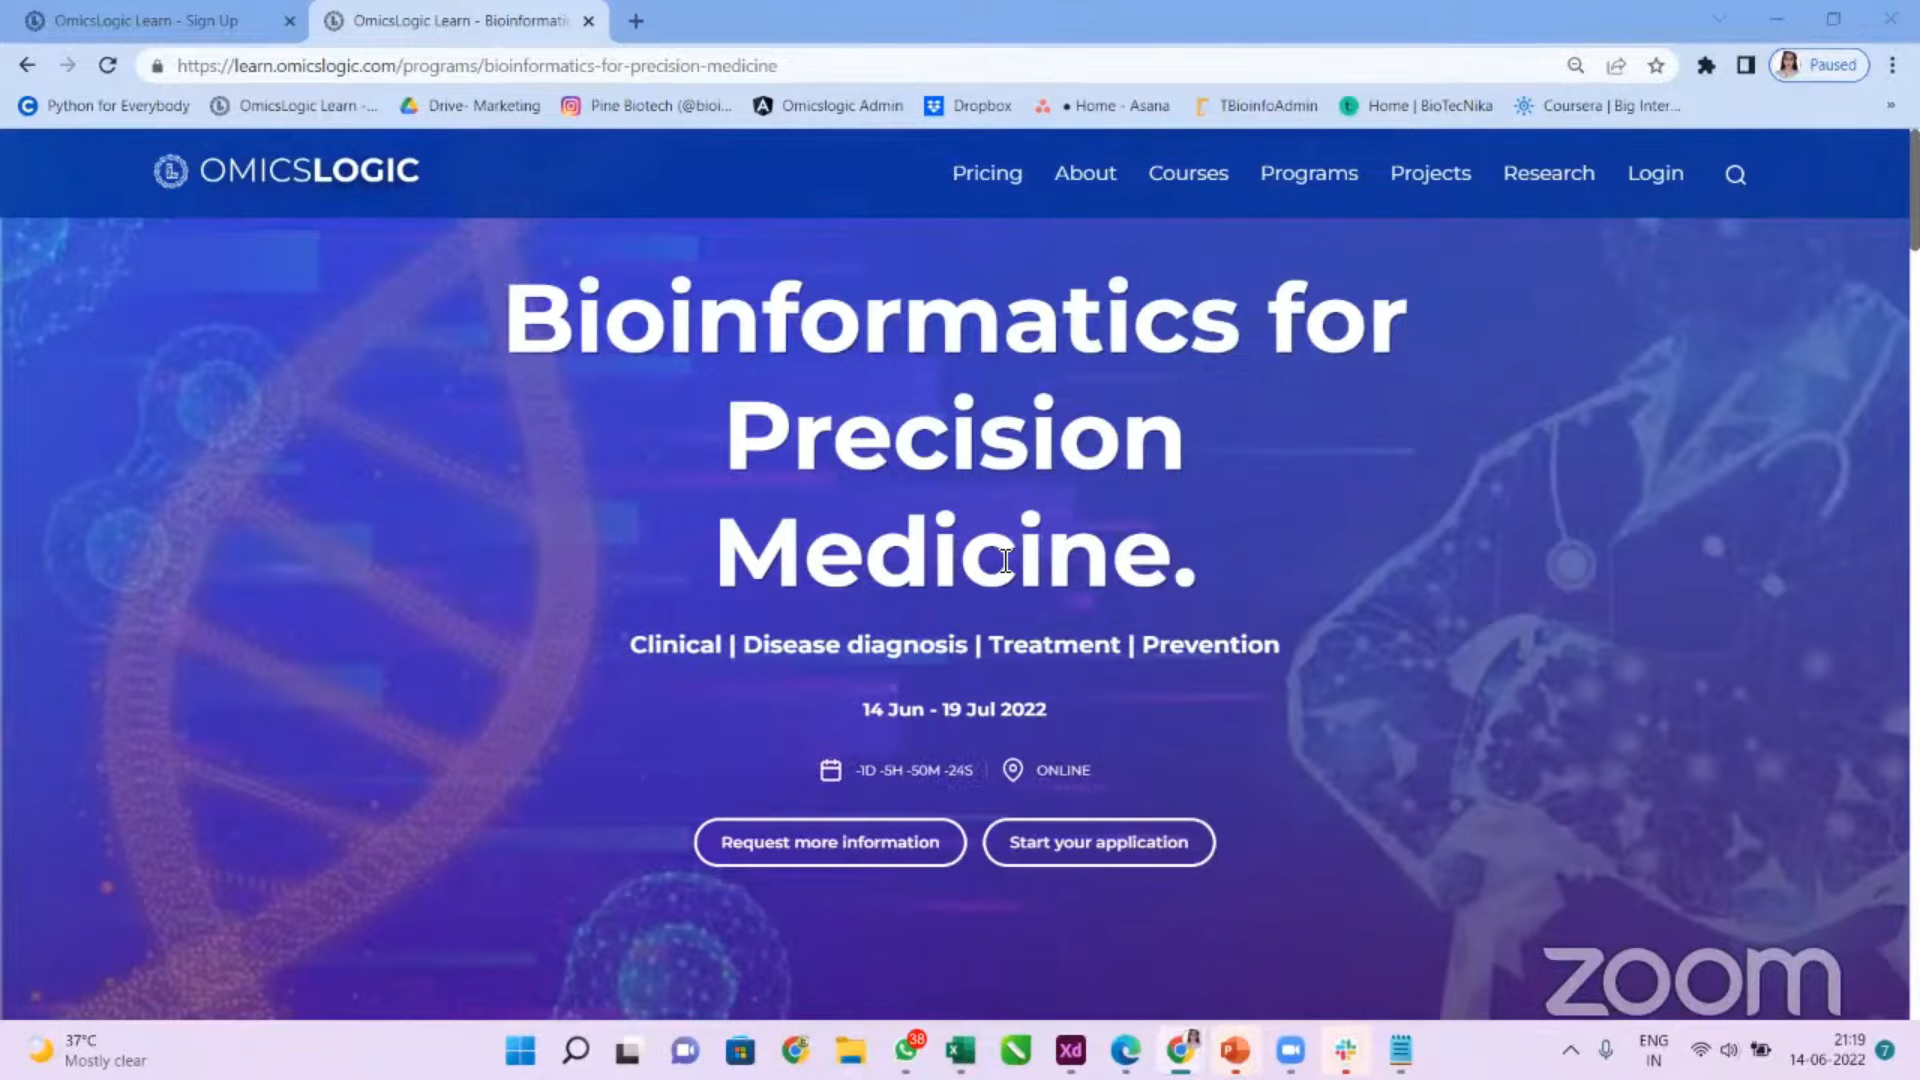 OmicsLogic Learn - Sign Up
OmicsLogic Learn - Bioinformati
https://learn.omicslogic.com/programs/bioinformatics-for-precision-medicine
Paused
Python for Everybody
OmicsLogic Learn -...
Drive- Marketing
Pine Biotech (@bioi...
Omicslogic Admin
Dropbox
• Home - Asana
TBioinfoAdmin
Home | BioTecNika
Coursera | Big Inter...
»
OMICSLOGIC
Pricing
About
Courses
Programs
Projects
Research
Login
Bioinformatics for
Precision
Medicine.
Clinical | Disease diagnosis | Treatment | Prevention
14 Jun - 19 Jul 2022
-1D -5H -50M -24S
ONLINE
Request more information
Start your application
zoom
37°C
Mostly clear
38
Xd
ENG
IN
21:19
14-06-2022
7